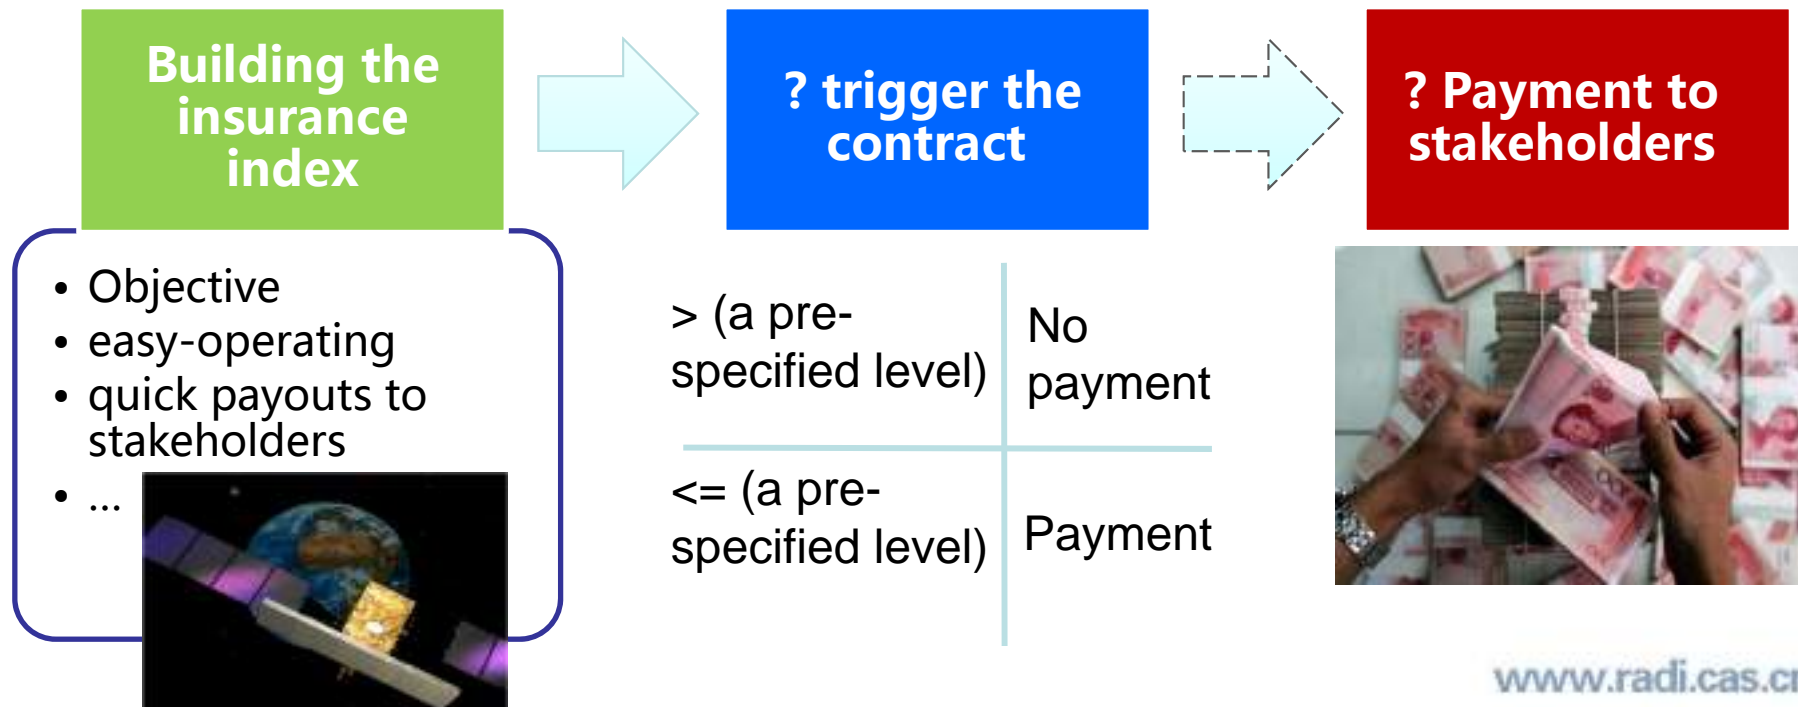 Building the
insurance
index
? trigger the
contract
? Payment to
stakeholders
• Objective
• easy-operating
• quick payouts to
stakeholders
• ...
> (a pre-
specified level)
No
payment
<= (a pre-
specified level)
Payment
www.radi.cas.cn